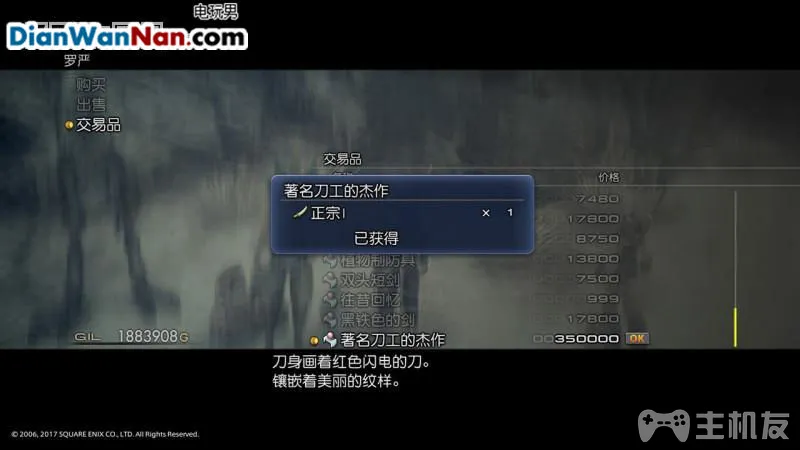 电玩男
DianWanNan.com
罗严
购买
出售
交易品
交易品
价格
著名刀工的杰作
正宗I × 1
已获得
7480
17800
8750
植物制防具 13800
双头短剑 7500
往昔回忆 999
黑铁色的剑 17800
著名刀工的杰作 00350000 OK
GIL 1883908G
刀身画着红色闪电的刀。
镶嵌着美丽的纹样。
© 2006, 2017 SQUARE ENIX CO., LTD. All Rights Reserved.
主机友